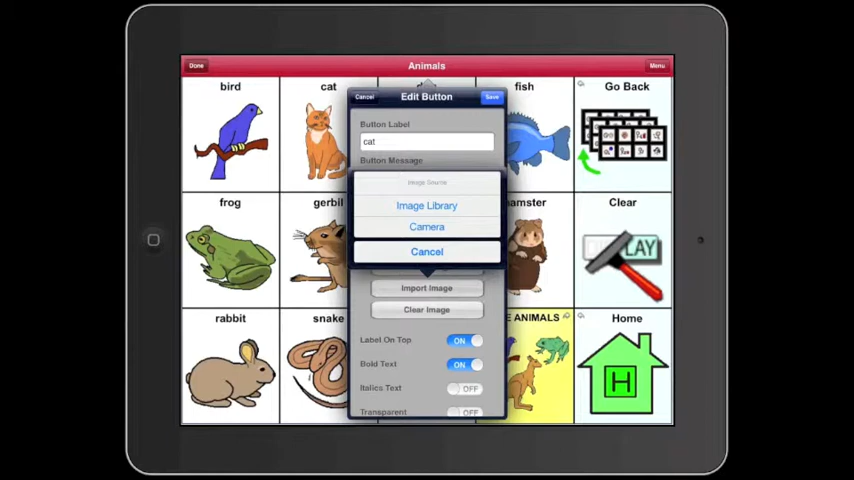 Done
Animals
Menu
bird
cat
fish
Go Back
Cancel
Edit Button
Save
Button Label
cat
Button Message
Image Source
Image Library
Camera
Cancel
frog
gerbil
hamster
Clear
LAY
Import Image
Clear Image
rabbit
snake
E ANIMALS
Home
H
Label On Top
ON
Bold Text
ON
Italics Text
OFF
Transparent
OFF